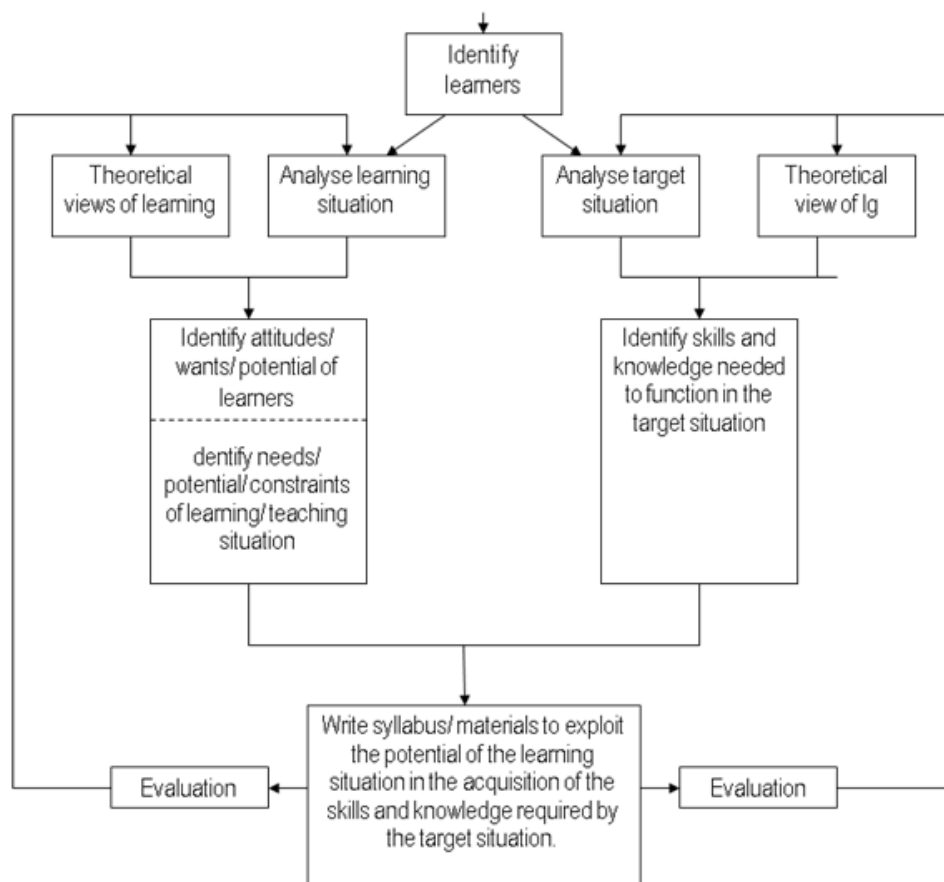 Identify
learners
Theoretical
views of learning
Analyse learning
situation
Analyse target
situation
Theoretical
view of lg
Identify attitudes/
wants/ potential of
learners
dentify needs/
potential/ constraints
of learning/ teaching
situation
Identify skills and
knowledge needed
to function in the
target situation
Write syllabus/ materials to exploit
the potential of the learning
situation in the acquisition of the
skills and knowledge required by
the target situation.
Evaluation
Evaluation